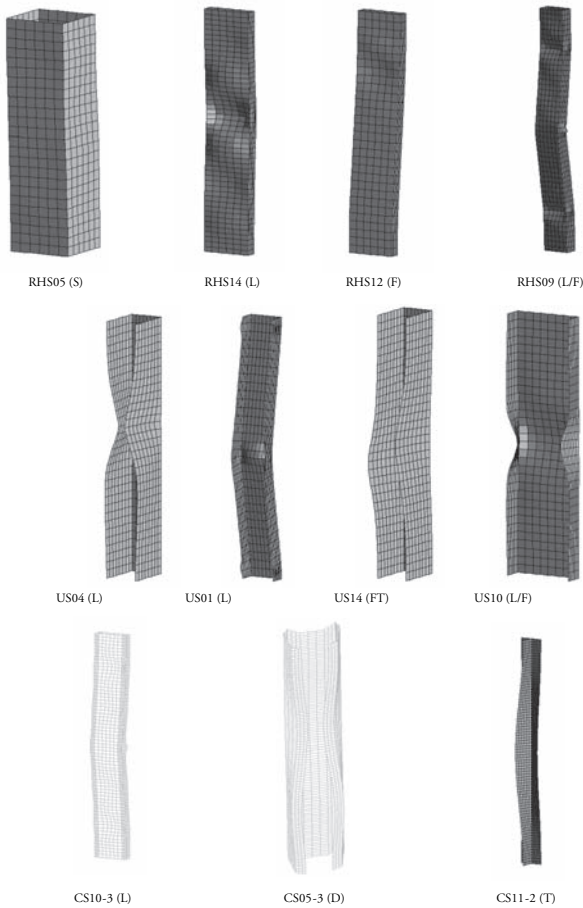 RHS05 (S)
RHS14 (L)
RHS12 (F)
RHS09 (L/F)
US04 (L)
US01 (L)
US14 (FT)
US10 (L/F)
CS10-3 (L)
CS05-3 (D)
CS11-2 (T)